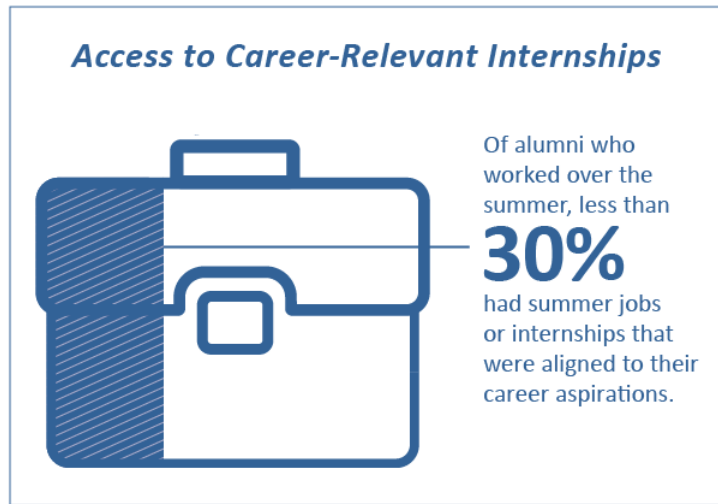 Access to Career-Relevant Internships
Of alumni who
worked over the
summer, less than
30%
had summer jobs
or internships that
were aligned to their
career aspirations.